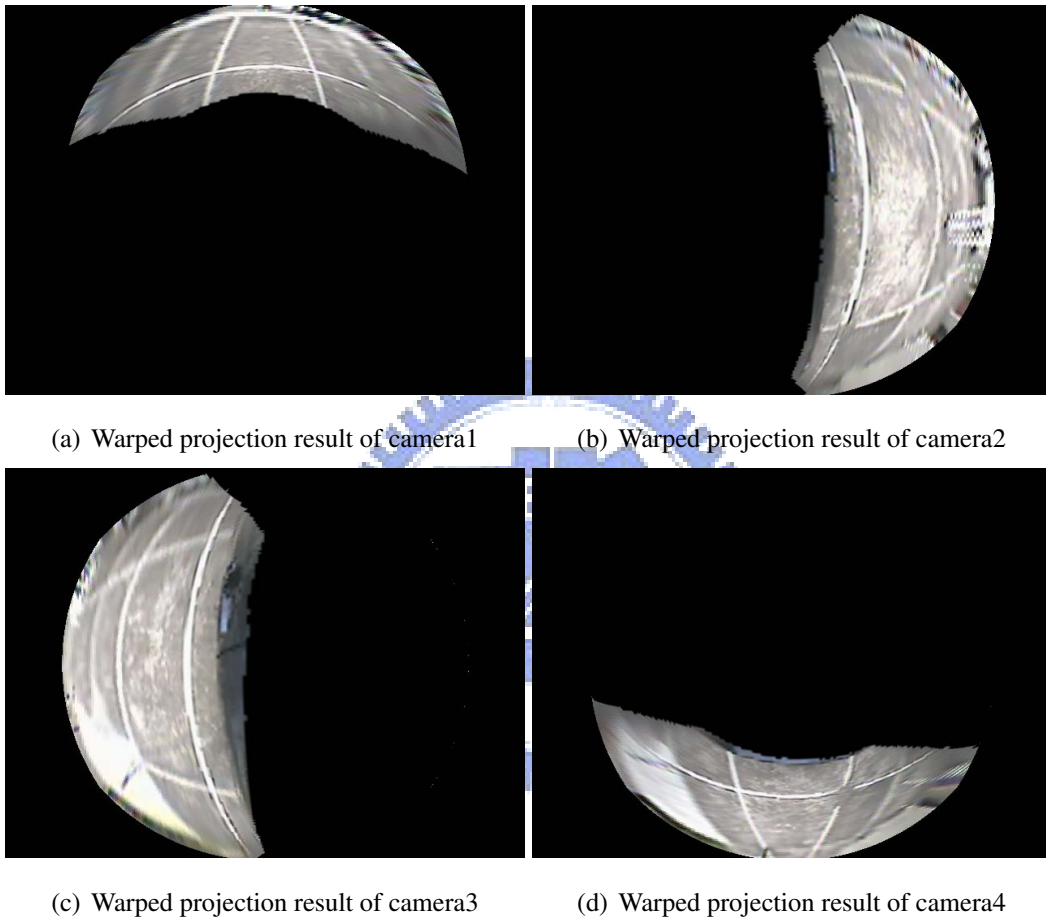 (a) Warped projection result of camera1
(b) Warped projection result of camera2
(c) Warped projection result of camera3
(d) Warped projection result of camera4